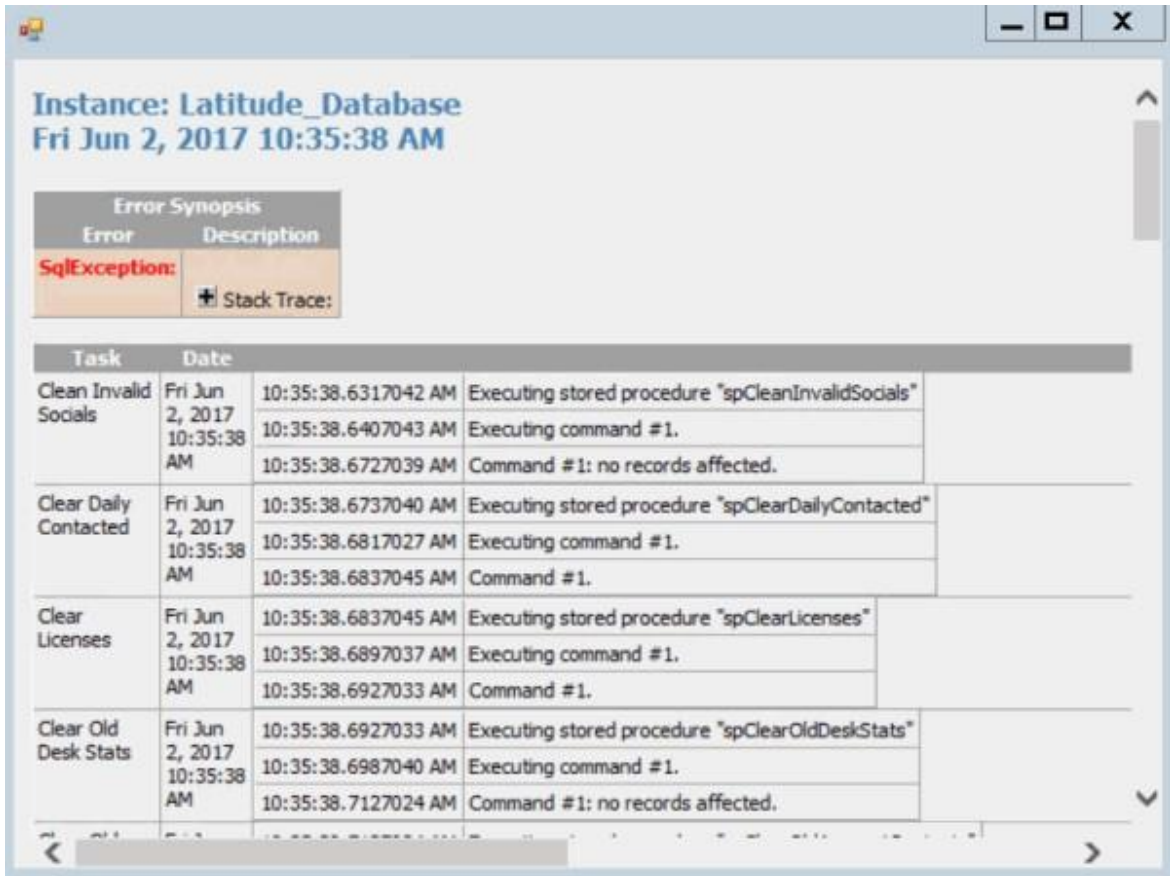 Instance: Latitude_Database
Fri Jun 2, 2017 10:35:38 AM
Error Synopsis
Error Description
SqlException:
Stack Trace:
Task Date
Clean Invalid Socials
Fri Jun 2, 2017 10:35:38 AM
10:35:38.6317042 AM Executing stored procedure "spCleanInvalidSocials"
10:35:38.6407043 AM Executing command #1.
10:35:38.6727039 AM Command #1: no records affected.
Clear Daily Contacted
Fri Jun 2, 2017 10:35:38 AM
10:35:38.6737040 AM Executing stored procedure "spClearDailyContacted"
10:35:38.6817027 AM Executing command #1.
10:35:38.6837045 AM Command #1.
Clear Licenses
Fri Jun 2, 2017 10:35:38 AM
10:35:38.6837045 AM Executing stored procedure "spClearLicenses"
10:35:38.6897037 AM Executing command #1.
10:35:38.6927033 AM Command #1.
Clear Old Desk Stats
Fri Jun 2, 2017 10:35:38 AM
10:35:38.6927033 AM Executing stored procedure "spClearOldDeskStats"
10:35:38.6987040 AM Executing command #1.
10:35:38.7127024 AM Command #1: no records affected.